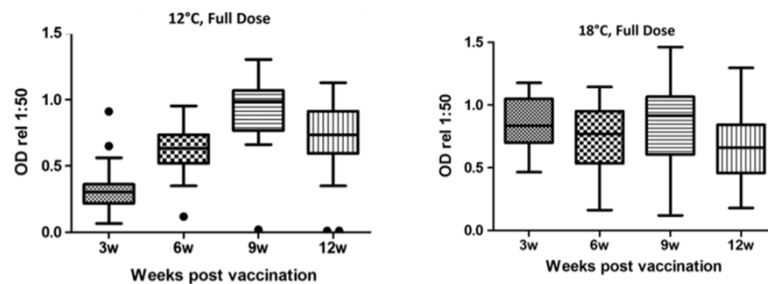 12°C, Full Dose
OD rel 1:50
1.5
1.0
0.5
0.0
3w 6w 9w 12w
Weeks post vaccination
18°C, Full Dose
OD rel 1:50
1.5
1.0
0.5
0.0
3w 6w 9w 12w
Weeks post vaccination